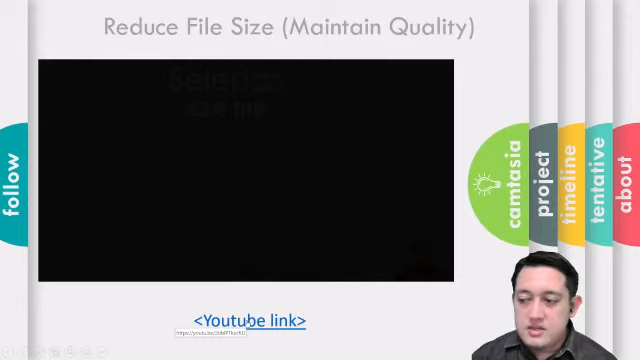 Reduce File Size (Maintain Quality)
follow
camtasia
project
timeline
tentative
about
<Youtube link>